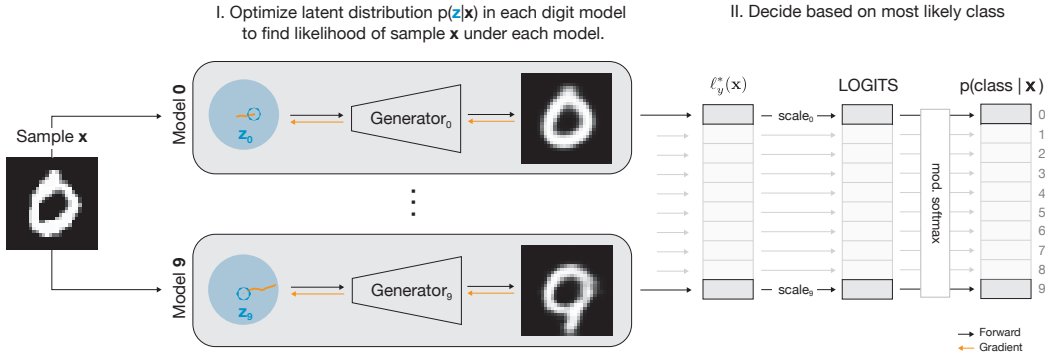 I. Optimize latent distribution p(z|x) in each digit model
to find likelihood of sample x under each model.
II. Decide based on most likely class
Sample x
Model 0
z₀
Generator₀
Model 9
z₉
Generator₉
ℓ*ᵧ(x)
LOGITS
p(class | x)
scale₀
scale₉
mod. softmax
0
1
2
3
4
5
6
7
8
9
Forward
Gradient